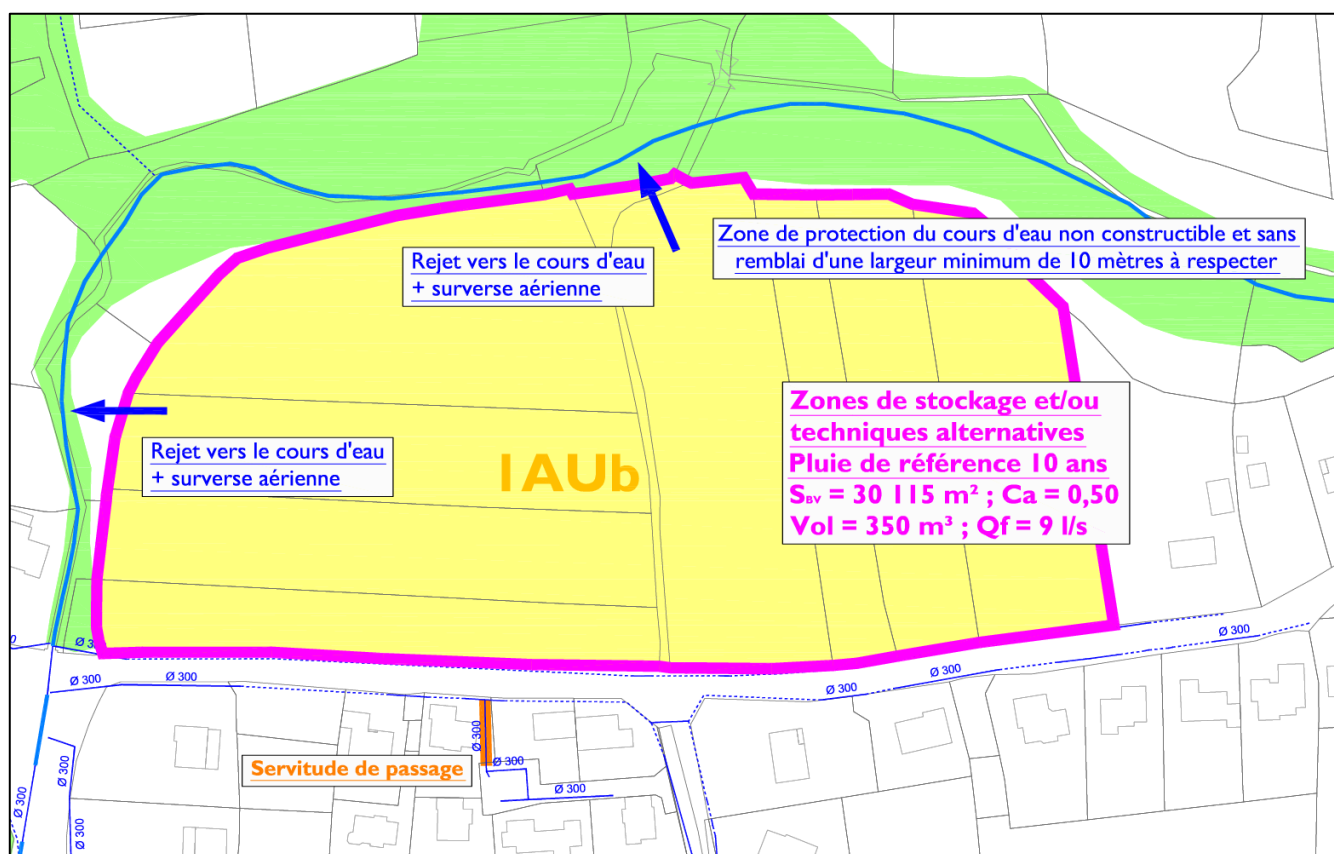 Zone de protection du cours d'eau non constructible et sans
remblai d'une largeur minimum de 10 mètres à respecter
Rejet vers le cours d'eau
+ surverse aérienne
Zones de stockage et/ou
techniques alternatives
Pluie de référence 10 ans
SBV = 30 115 m² ; Ca = 0,50
Vol = 350 m³ ; Qf = 9 l/s
Rejet vers le cours d'eau
+ surverse aérienne
1AUb
Ø 300
Ø 300
Ø 300
Ø 300
Ø 300
Ø 300
Servitude de passage
Ø 300
Ø 300
Ø 300
Ø 300